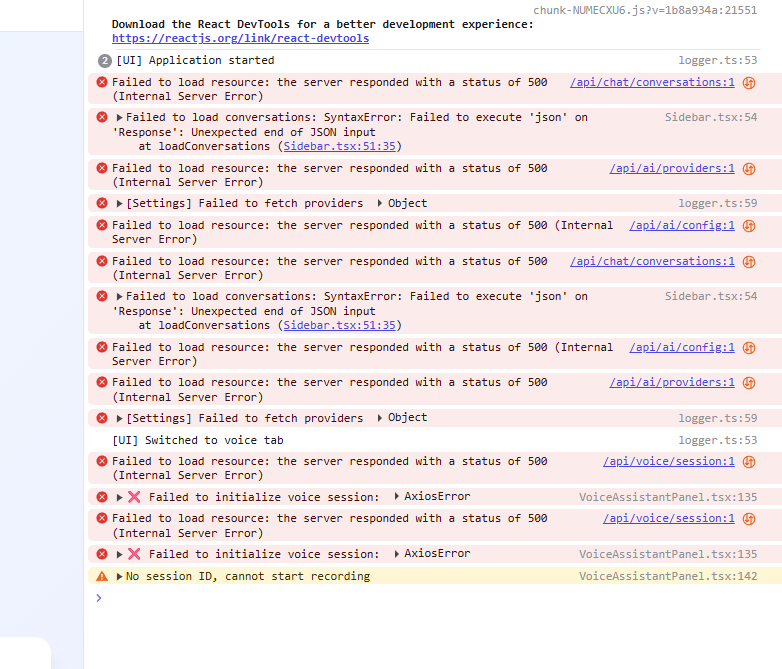 chunk-NUMECXU6.js?v=1b8a934a:21551
Download the React DevTools for a better development experience:
https://reactjs.org/link/react-devtools
2 [UI] Application started logger.ts:53
Failed to load resource: the server responded with a status of 500 /api/chat/conversations:1
(Internal Server Error)
Failed to load conversations: SyntaxError: Failed to execute 'json' on Sidebar.tsx:54
'Response': Unexpected end of JSON input
at loadConversations (Sidebar.tsx:51:35)
Failed to load resource: the server responded with a status of 500 /api/ai/providers:1
(Internal Server Error)
[Settings] Failed to fetch providers Object logger.ts:59
Failed to load resource: the server responded with a status of 500 (Internal /api/ai/config:1
Server Error)
Failed to load resource: the server responded with a status of 500 /api/chat/conversations:1
(Internal Server Error)
Failed to load conversations: SyntaxError: Failed to execute 'json' on Sidebar.tsx:54
'Response': Unexpected end of JSON input
at loadConversations (Sidebar.tsx:51:35)
Failed to load resource: the server responded with a status of 500 (Internal /api/ai/config:1
Server Error)
Failed to load resource: the server responded with a status of 500 /api/ai/providers:1
(Internal Server Error)
[Settings] Failed to fetch providers Object logger.ts:59
[UI] Switched to voice tab logger.ts:53
Failed to load resource: the server responded with a status of 500 /api/voice/session:1
(Internal Server Error)
❌ Failed to initialize voice session: AxiosError VoiceAssistantPanel.tsx:135
Failed to load resource: the server responded with a status of 500 /api/voice/session:1
(Internal Server Error)
❌ Failed to initialize voice session: AxiosError VoiceAssistantPanel.tsx:135
No session ID, cannot start recording VoiceAssistantPanel.tsx:142